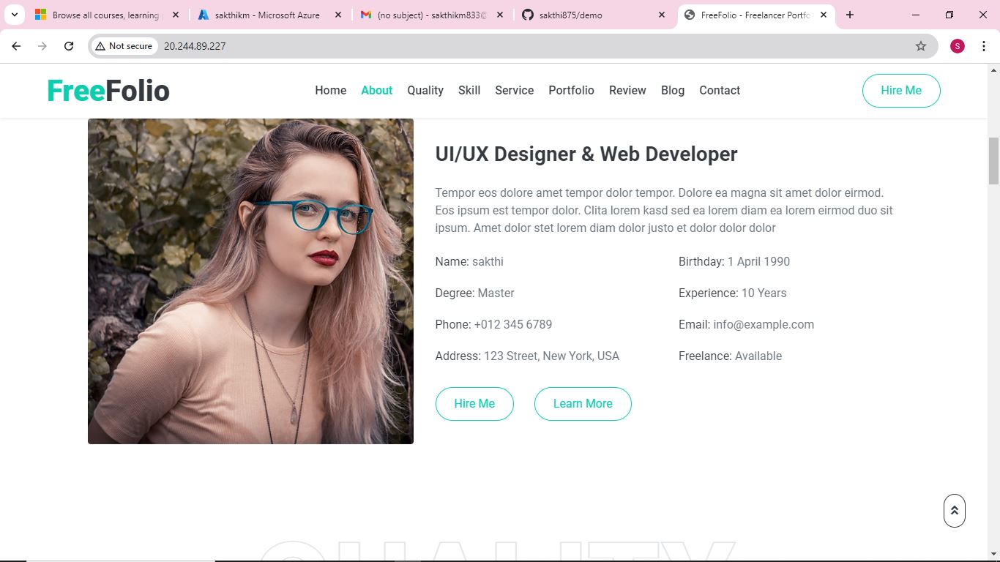 Browse all courses, learning
sakthikm - Microsoft Azure
(no subject) - sakthikm833@
sakthi875/demo
FreeFolio - Freelancer Portfo
Not secure
20.244.89.227
S
FreeFolio
Home
About
Quality
Skill
Service
Portfolio
Review
Blog
Contact
Hire Me
UI/UX Designer & Web Developer
Tempor eos dolore amet tempor dolor tempor. Dolore ea magna sit amet dolor eirmod.
Eos ipsum est tempor dolor. Clita lorem kasd sed ea lorem diam ea lorem eirmod duo sit
ipsum. Amet dolor stet lorem diam dolor justo et dolor dolor dolor
Name: sakthi
Birthday: 1 April 1990
Degree: Master
Experience: 10 Years
Phone: +012 345 6789
Email: info@example.com
Address: 123 Street, New York, USA
Freelance: Available
Hire Me
Learn More
QUALITY